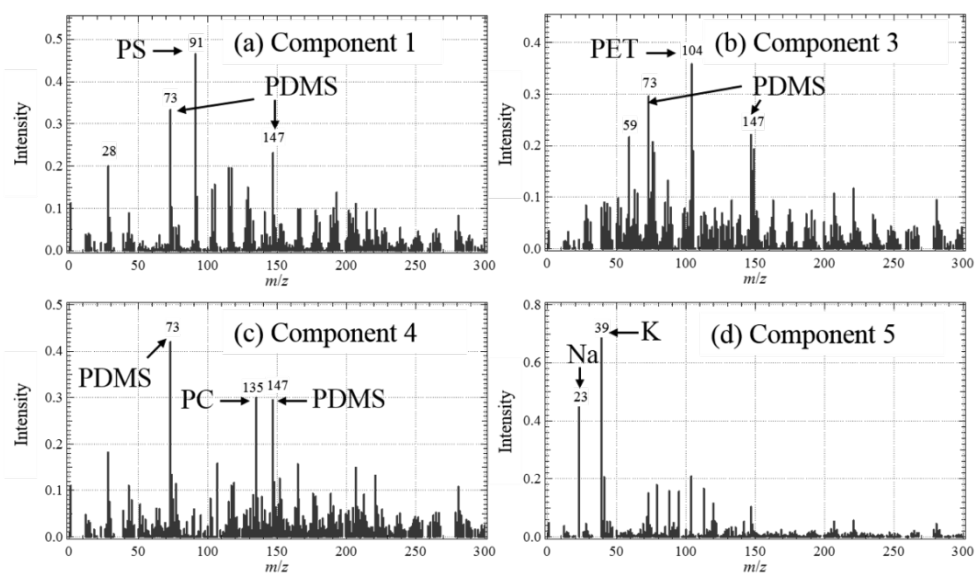 (a) Component 1
PS
91
PDMS
73
147
28
Intensity
0.5
0.4
0.3
0.2
0.1
0.0
0 50 100 150 200 250 300
m/z
(b) Component 3
PET
104
73
PDMS
59
147
Intensity
0.4
0.3
0.2
0.1
0.0
0 50 100 150 200 250 300
m/z
(c) Component 4
73
PDMS
PC
135 147
PDMS
Intensity
0.5
0.4
0.3
0.2
0.1
0.0
0 50 100 150 200 250 300
m/z
(d) Component 5
39
K
Na
23
Intensity
0.8
0.6
0.4
0.2
0.0
0 50 100 150 200 250 300
m/z